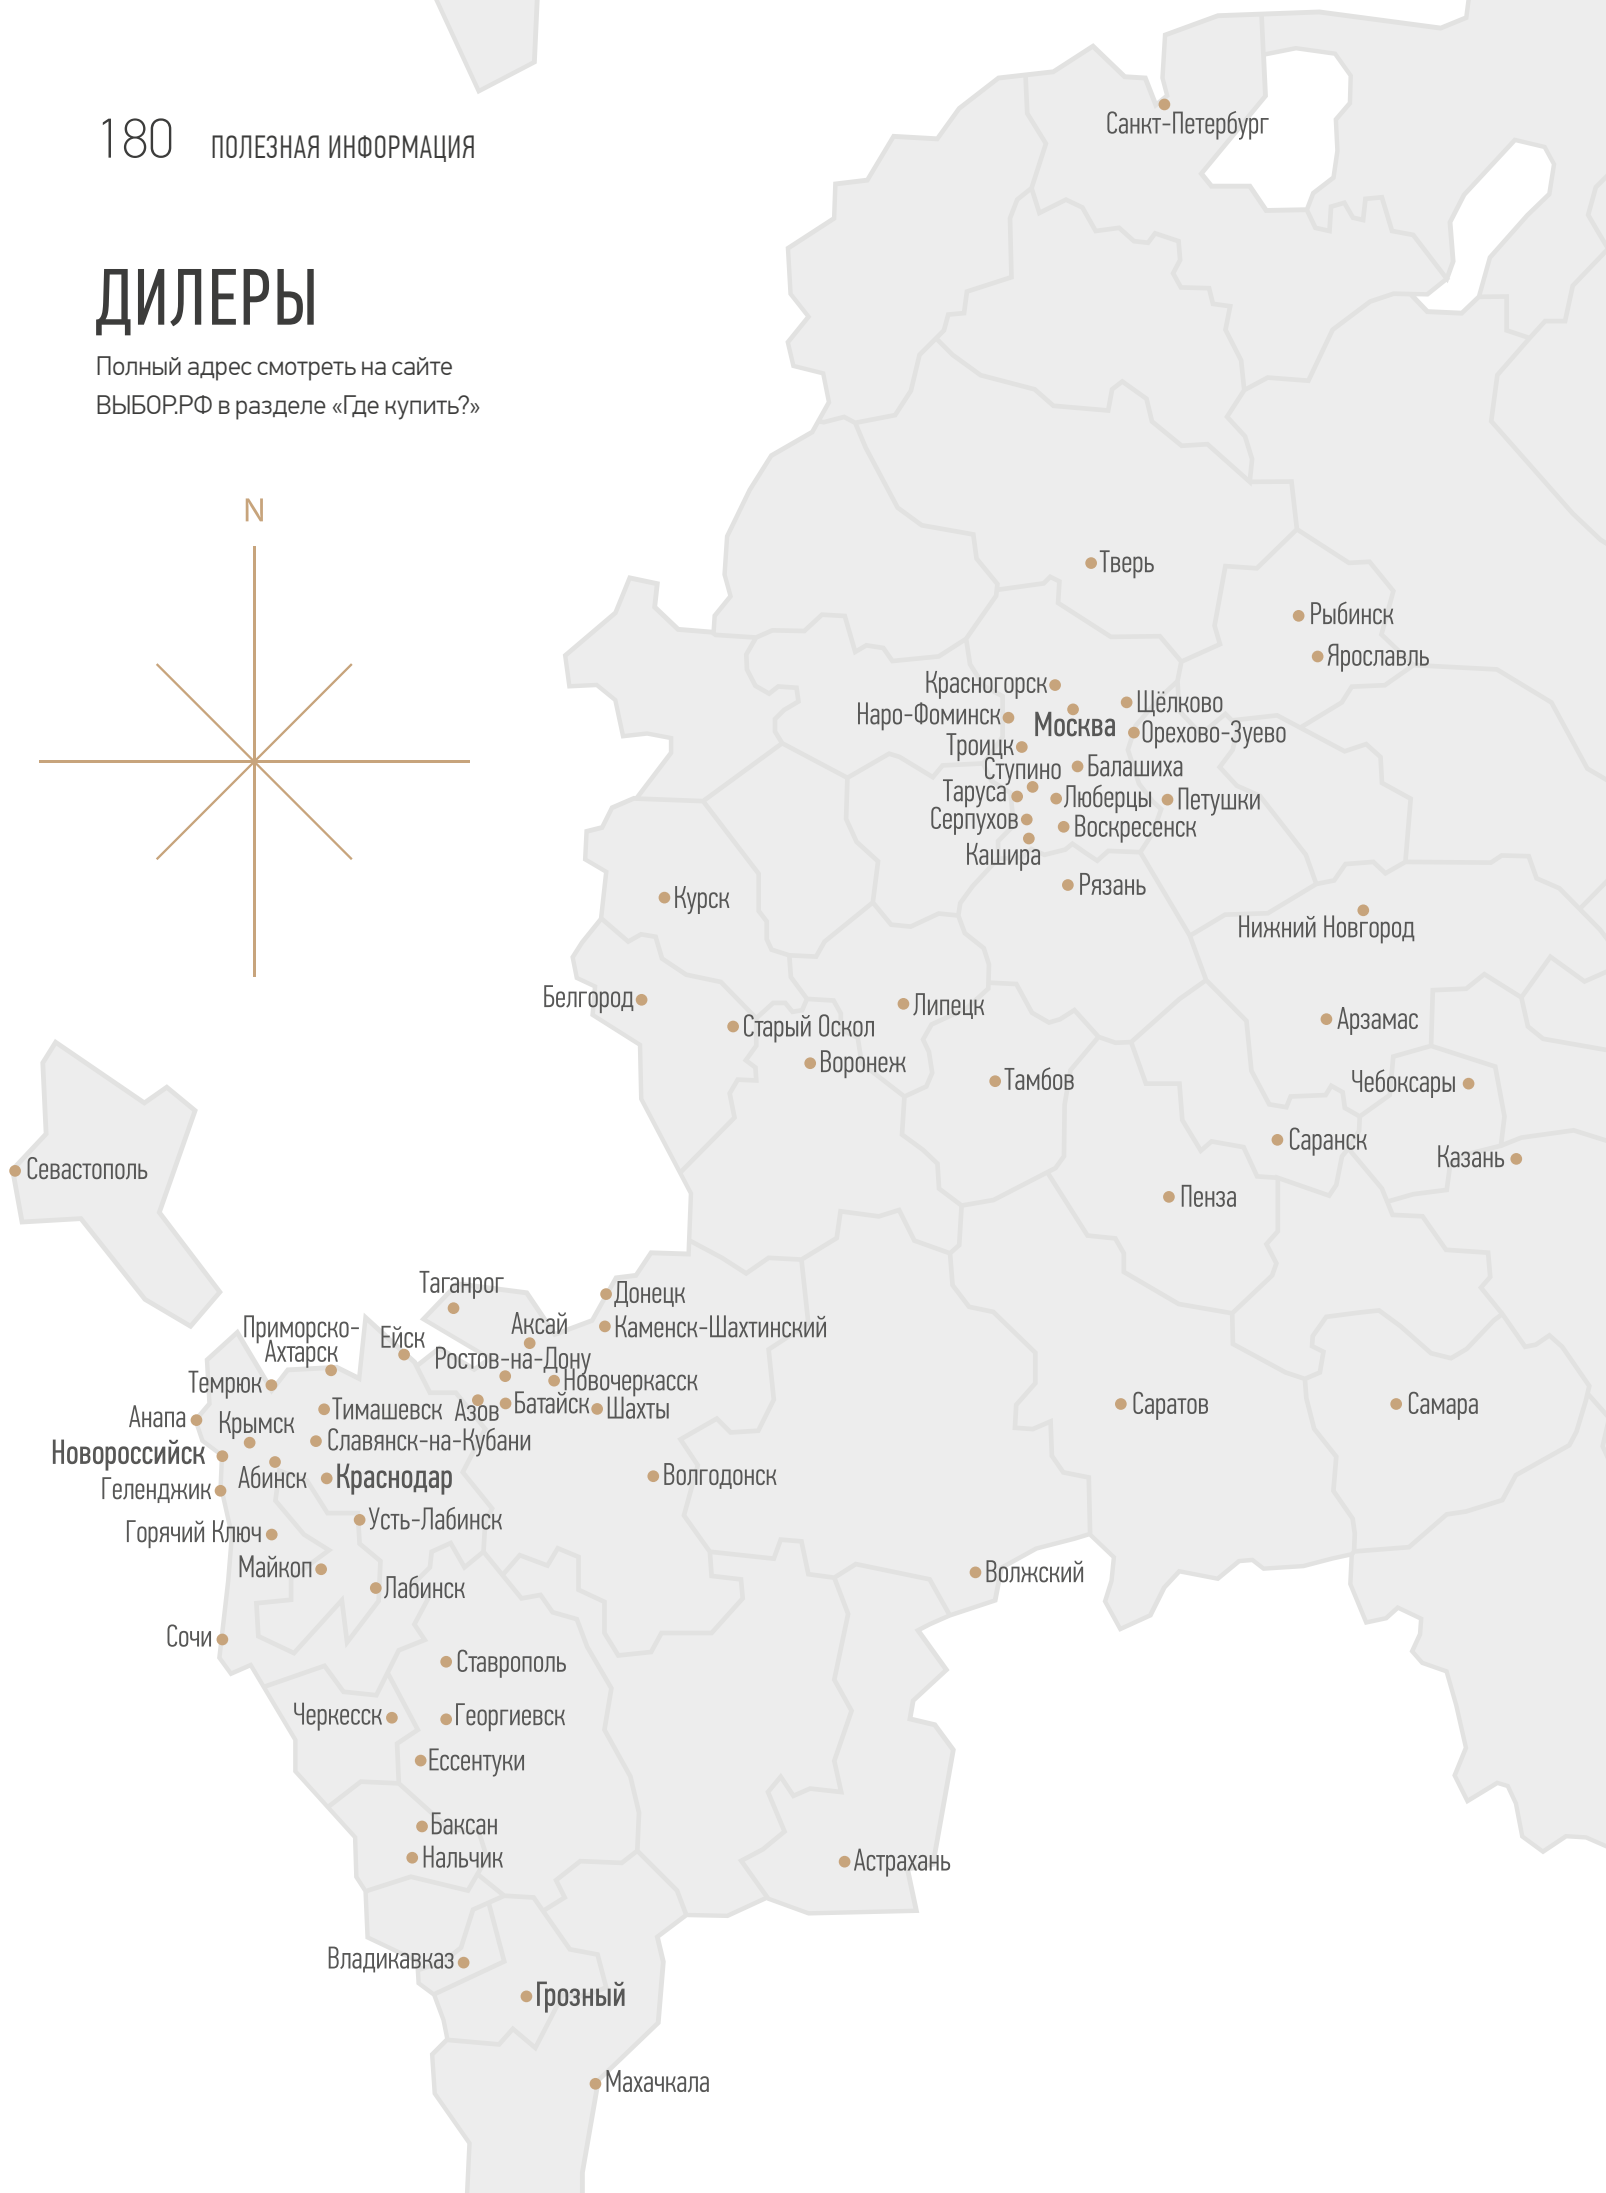 180 ПОЛЕЗНАЯ ИНФОРМАЦИЯ
ДИЛЕРЫ
Полный адрес смотреть на сайте
ВЫБОР.РФ в разделе «Где купить?»
N
Санкт-Петербург
Тверь
Рыбинск
Ярославль
Красногорск
Щёлково
Наро-Фоминск
Москва
Орехово-Зуево
Троицк
Ступино
Балашиха
Таруса
Люберцы
Петушки
Серпухов
Воскресенск
Кашира
Рязань
Курск
Нижний Новгород
Белгород
Липецк
Старый Оскол
Арзамас
Воронеж
Тамбов
Чебоксары
Саранск
Казань
Севастополь
Пенза
Таганрог
Донецк
Приморско-
Ахтарск
Ейск
Аксай
Каменск-Шахтинский
Ростов-на-Дону
Темрюк
Новочеркасск
Анапа
Крымск
Тимашевск
Азов
Батайск
Шахты
Саратов
Самара
Славянск-на-Кубани
Новороссийск
Абинск
Краснодар
Волгодонск
Геленджик
Усть-Лабинск
Горячий Ключ
Майкоп
Лабинск
Волжский
Сочи
Ставрополь
Черкесск
Георгиевск
Ессентуки
Баксан
Нальчик
Астрахань
Владикавказ
Грозный
Махачкала